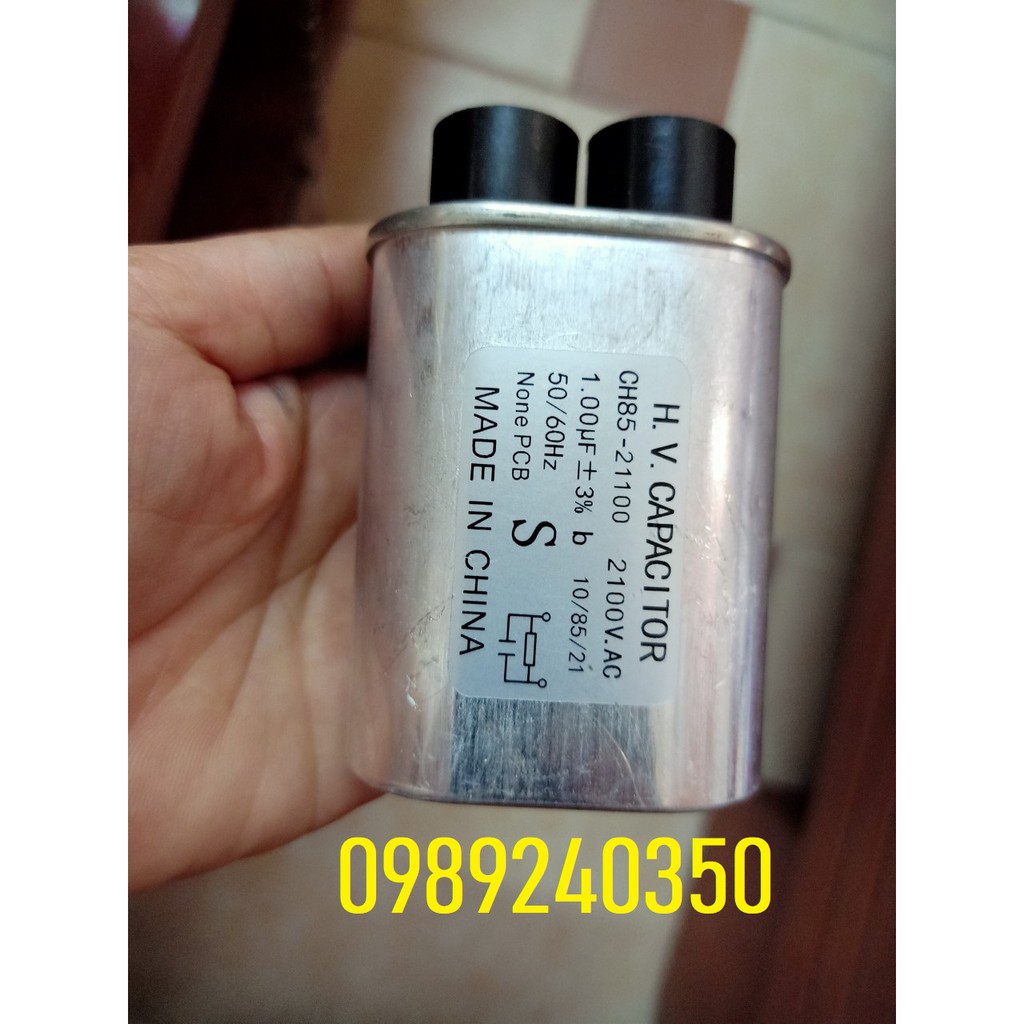 H. V. CAPACITOR
CH85-21100 2100V.AC
1.00μF±3% b 10/85/21
50/60Hz
None PCB S
MADE IN CHINA
0989240350